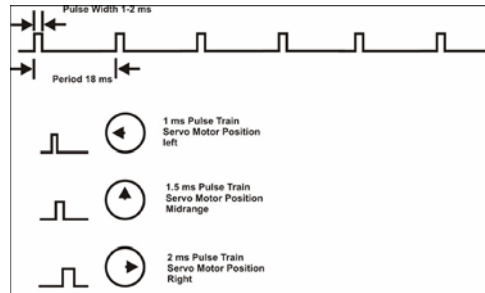 Pulse Width 1-2 ms
Period 18 ms
1 ms Pulse Train
Servo Motor Position
left
1.5 ms Pulse Train
Servo Motor Position
Midrange
2 ms Pulse Train
Servo Motor Position
Right